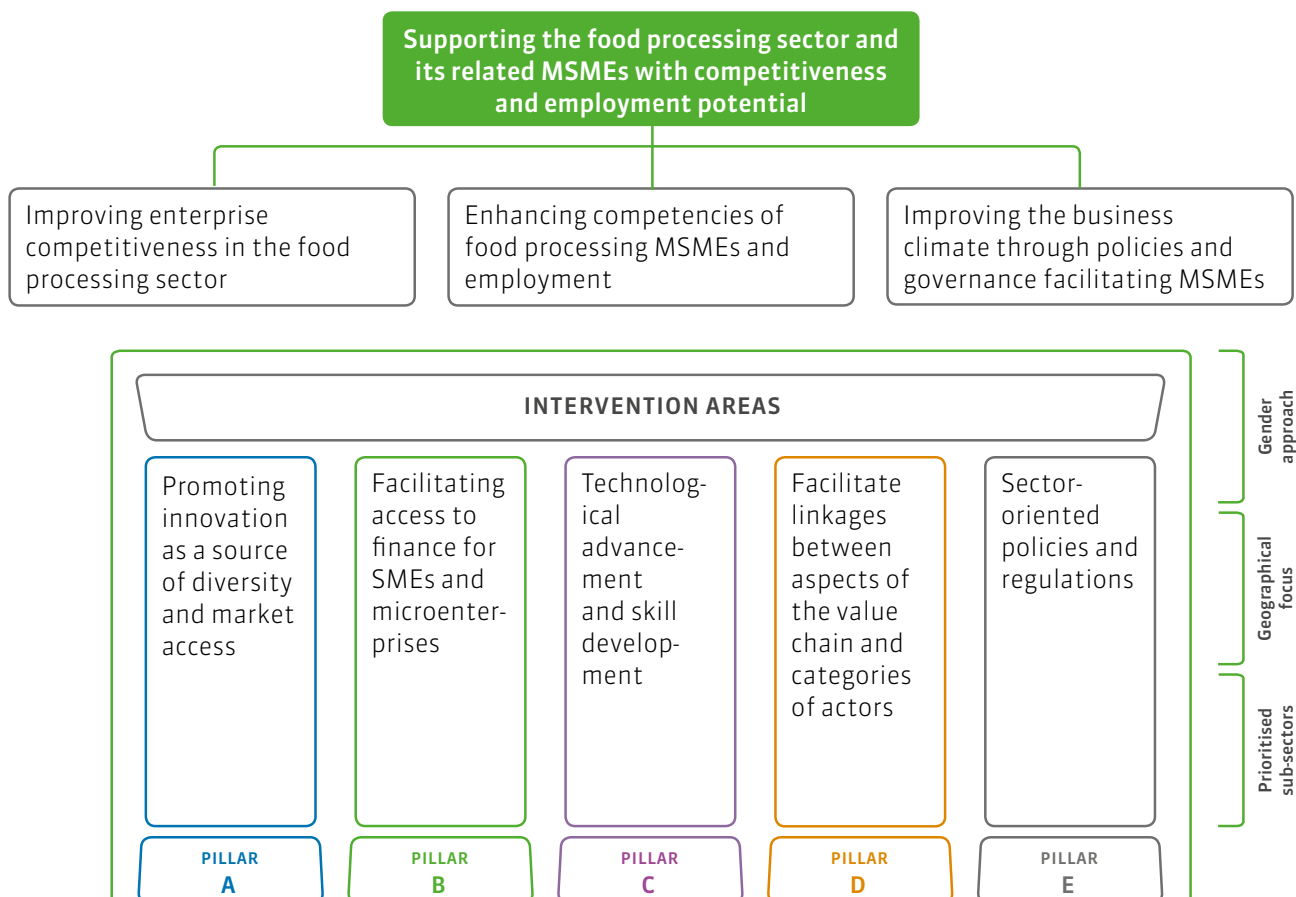 Supporting the food processing sector and
its related MSMEs with competitiveness
and employment potential
Improving enterprise
competitiveness in the food
processing sector
Enhancing competencies of
food processing MSMEs and
employment
Improving the business
climate through policies and
governance facilitating MSMEs
INTERVENTION AREAS
Promoting
innovation
as a source
of diversity
and market
access
Facilitating
access to
finance for
SMEs and
microenter-
prises
Technolog-
ical
advance-
ment
and skill
develop-
ment
Facilitate
linkages
between
aspects of
the value
chain and
categories
of actors
Sector-
oriented
policies and
regulations
PILLAR
A
PILLAR
B
PILLAR
C
PILLAR
D
PILLAR
E
Gender
approach
Geographical
focus
Prioritised
sub-sectors